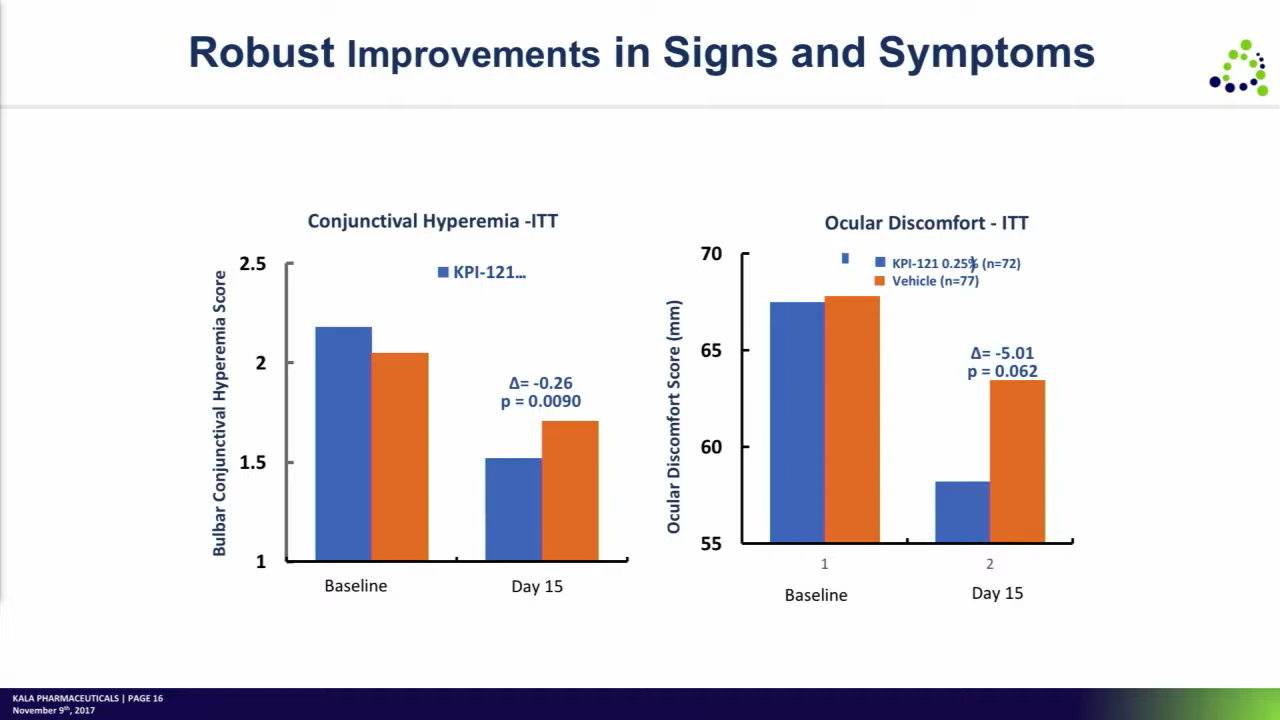 Robust Improvements in Signs and Symptoms
Conjunctival Hyperemia -ITT
Bulbar Conjunctival Hyperemia Score
2.5
2
1.5
1
KPI-121…
Δ= -0.26
p = 0.0090
Baseline
Day 15
Ocular Discomfort - ITT
Ocular Discomfort Score (mm)
70
65
60
55
KPI-121 0.25% (n=72)
Vehicle (n=77)
Δ= -5.01
p = 0.062
1
2
Baseline
Day 15
KALA PHARMACEUTICALS | PAGE 16
November 9th, 2017